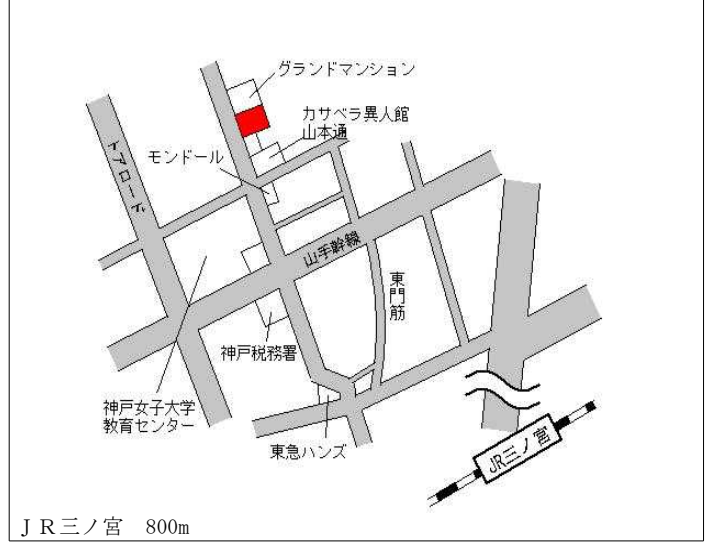 グランドマンション
カサベラ異人館
山本通
モンドール
トアロード
山手幹線
東門筋
神戸税務署
神戸女子大学
教育センター
東急ハンズ
JR三ノ宮
ＪＲ三ノ宮　800m